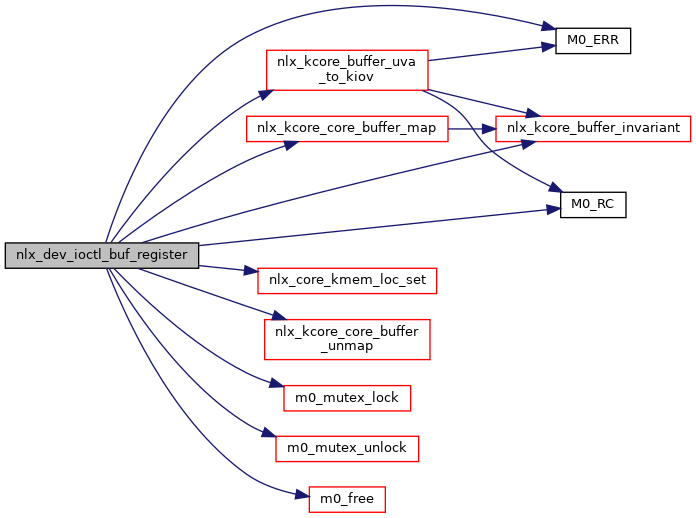 M0_ERR
nlx_kcore_buffer_uva
_to_kiov
nlx_kcore_core_buffer_map
nlx_kcore_buffer_invariant
M0_RC
nlx_dev_ioctl_buf_register
nlx_core_kmem_loc_set
nlx_kcore_core_buffer
_unmap
m0_mutex_lock
m0_mutex_unlock
m0_free